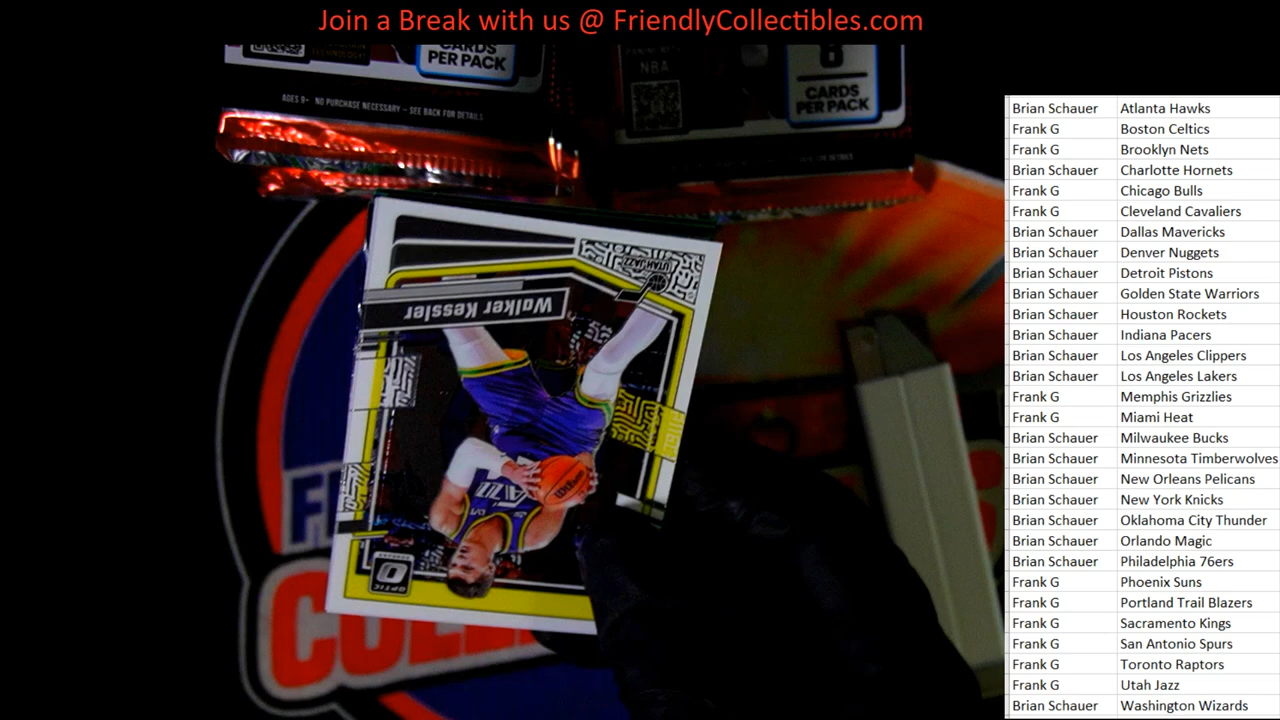 Join a Break with us @ FriendlyCollectibles.com
CARDS
PER PACK
AGES 9+ NO PURCHASE NECESSARY – SEE BACK FOR DETAILS
NBA
8
CARDS
PER PACK
UTAH JAZZ
Walker Kessler
JAZZ
Wilson
OPTIC
Brian Schauer Atlanta Hawks
Frank G Boston Celtics
Frank G Brooklyn Nets
Brian Schauer Charlotte Hornets
Frank G Chicago Bulls
Frank G Cleveland Cavaliers
Brian Schauer Dallas Mavericks
Brian Schauer Denver Nuggets
Brian Schauer Detroit Pistons
Brian Schauer Golden State Warriors
Brian Schauer Houston Rockets
Brian Schauer Indiana Pacers
Brian Schauer Los Angeles Clippers
Brian Schauer Los Angeles Lakers
Frank G Memphis Grizzlies
Frank G Miami Heat
Brian Schauer Milwaukee Bucks
Brian Schauer Minnesota Timberwolves
Brian Schauer New Orleans Pelicans
Brian Schauer New York Knicks
Brian Schauer Oklahoma City Thunder
Brian Schauer Orlando Magic
Brian Schauer Philadelphia 76ers
Frank G Phoenix Suns
Frank G Portland Trail Blazers
Frank G Sacramento Kings
Frank G San Antonio Spurs
Frank G Toronto Raptors
Frank G Utah Jazz
Brian Schauer Washington Wizards